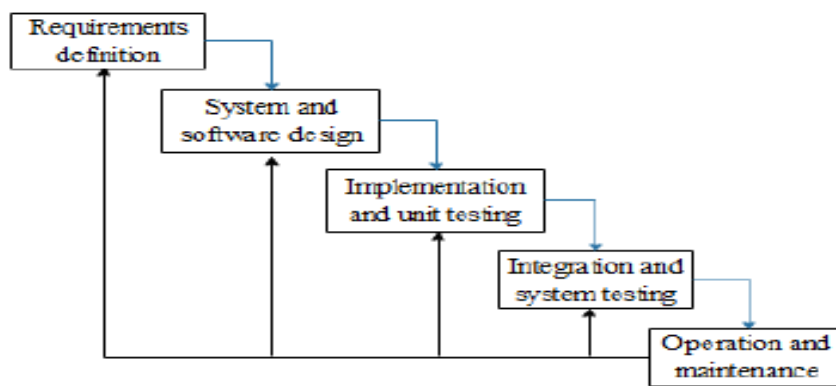 Requirements
definition
System and
software design
Implementation
and unit testing
Integration and
system testing
Operation and
maintenance